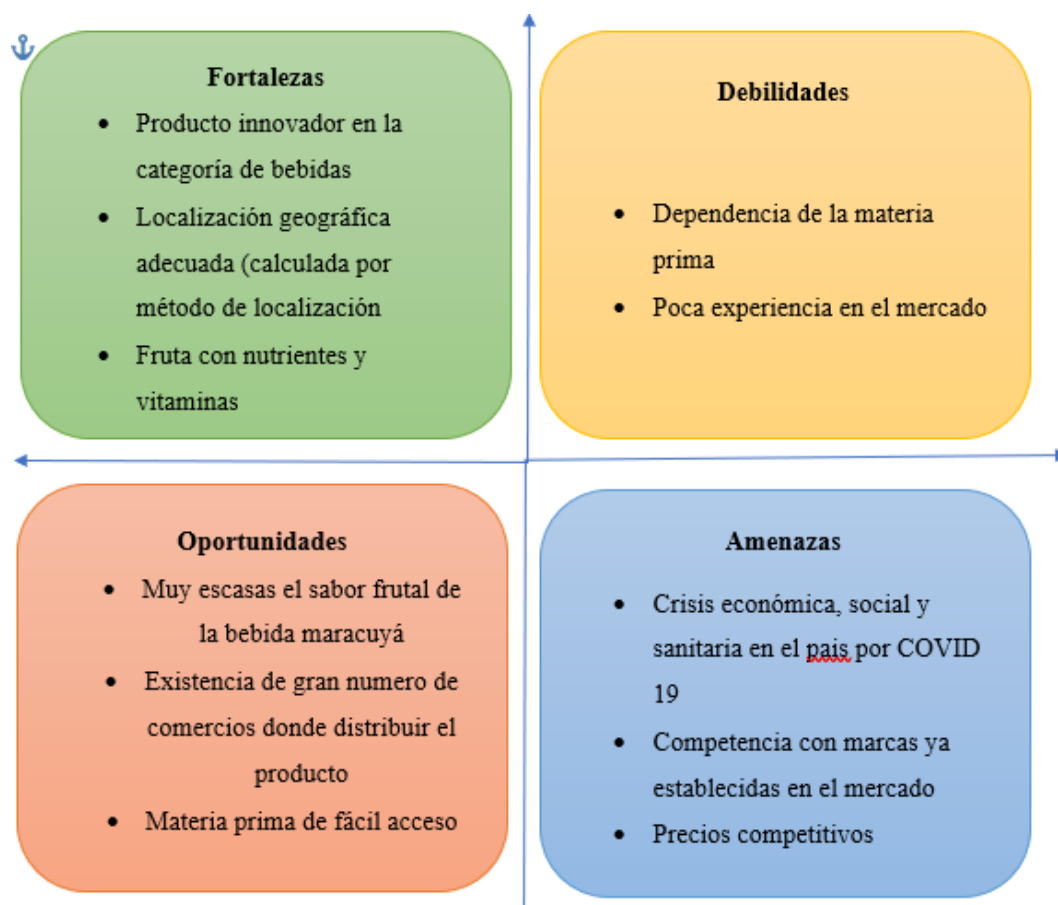 Fortalezas
• Producto innovador en la
categoría de bebidas
• Localización geográfica
adecuada (calculada por
método de localización
• Fruta con nutrientes y
vitaminas
Debilidades
• Dependencia de la materia
prima
• Poca experiencia en el mercado
Oportunidades
• Muy escasas el sabor frutal de
la bebida maracuyá
• Existencia de gran numero de
comercios donde distribuir el
producto
• Materia prima de fácil acceso
Amenazas
• Crisis económica, social y
sanitaria en el pais por COVID
19
• Competencia con marcas ya
establecidas en el mercado
• Precios competitivos